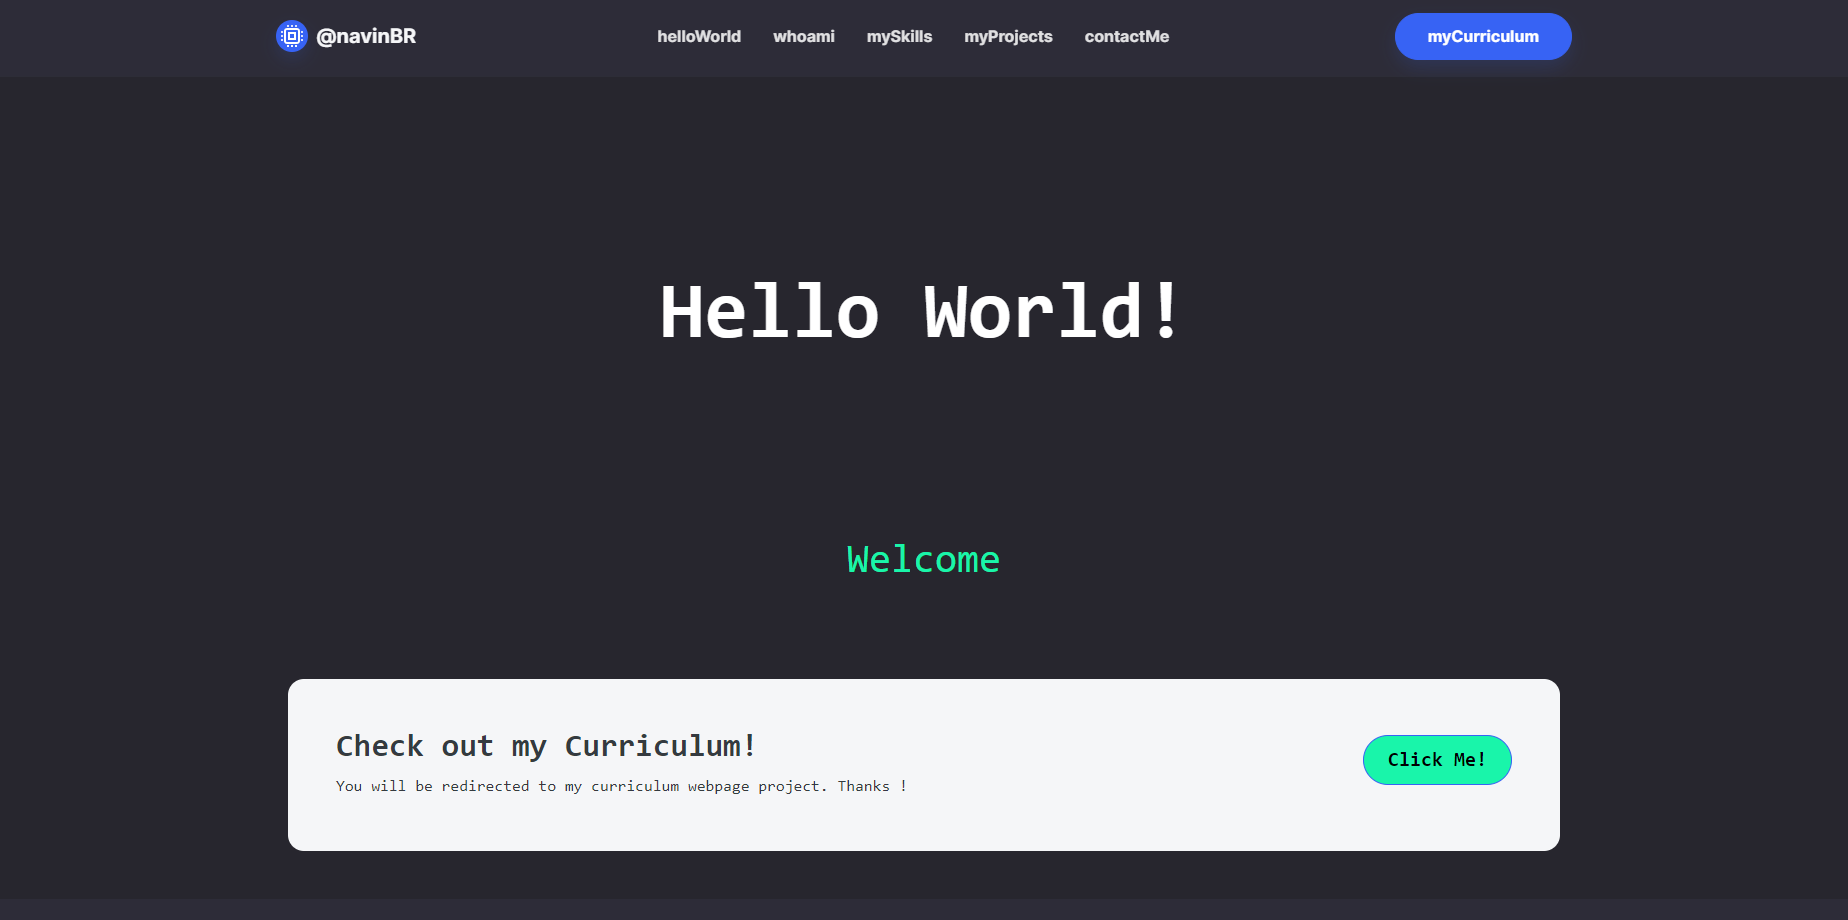 @navinBR
helloWorld whoami mySkills myProjects contactMe
myCurriculum
Hello World!
Welcome
Check out my Curriculum!
You will be redirected to my curriculum webpage project. Thanks !
Click Me!